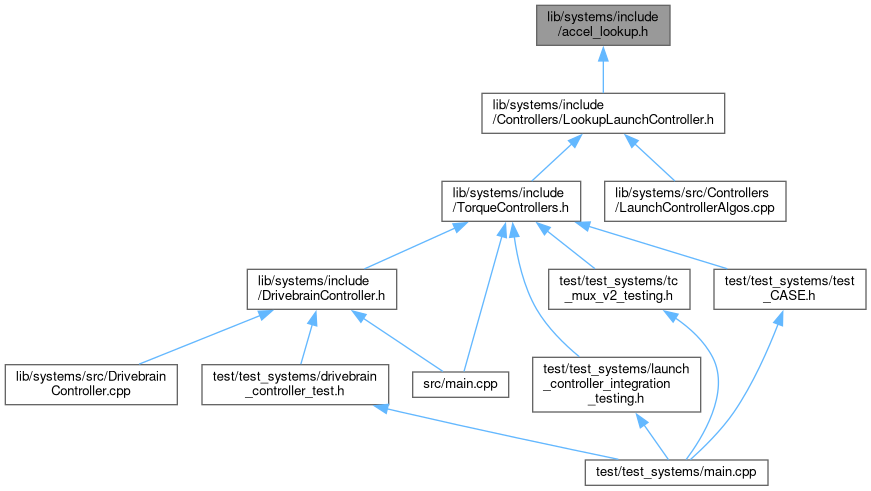 lib/systems/include
/accel_lookup.h
lib/systems/include
/Controllers/LookupLaunchController.h
lib/systems/include
/TorqueControllers.h
lib/systems/src/Controllers
/LaunchControllerAlgos.cpp
lib/systems/include
/DrivebrainController.h
test/test_systems/tc
_mux_v2_testing.h
test/test_systems/test
_CASE.h
lib/systems/src/Drivebrain
Controller.cpp
test/test_systems/drivebrain
_controller_test.h
src/main.cpp
test/test_systems/launch
_controller_integration
_testing.h
test/test_systems/main.cpp